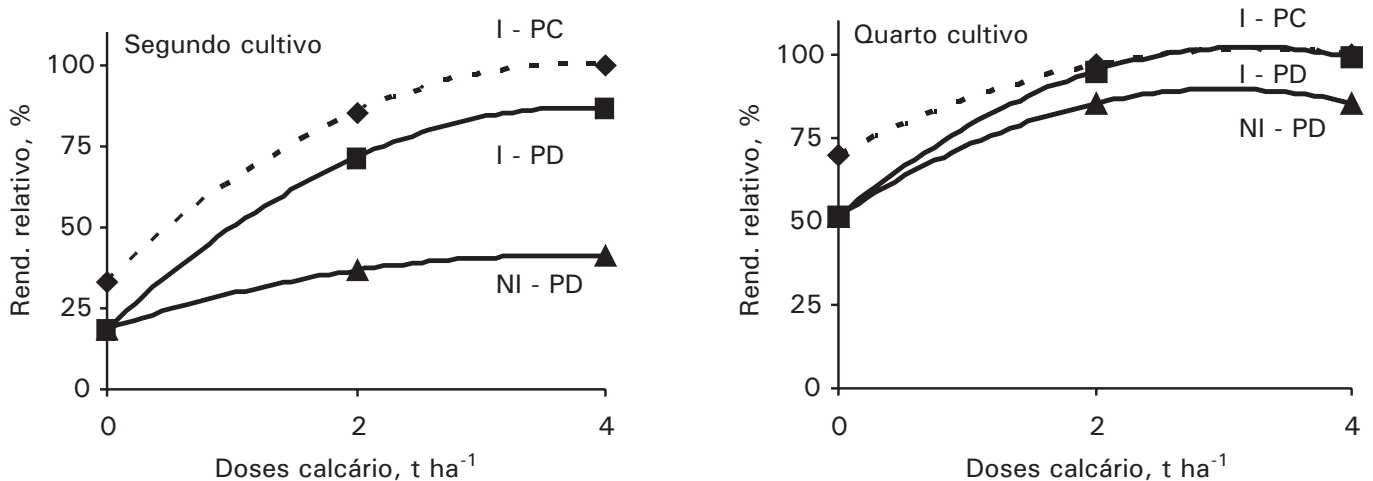 Segundo cultivo
I - PC
I - PD
NI - PD
Rend. relativo, %
100
75
50
25
0
0 2 4
Doses calcário, t ha-1
Quarto cultivo
I - PC
I - PD
NI - PD
Rend. relativo, %
100
75
50
25
0
0 2 4
Doses calcário, t ha-1